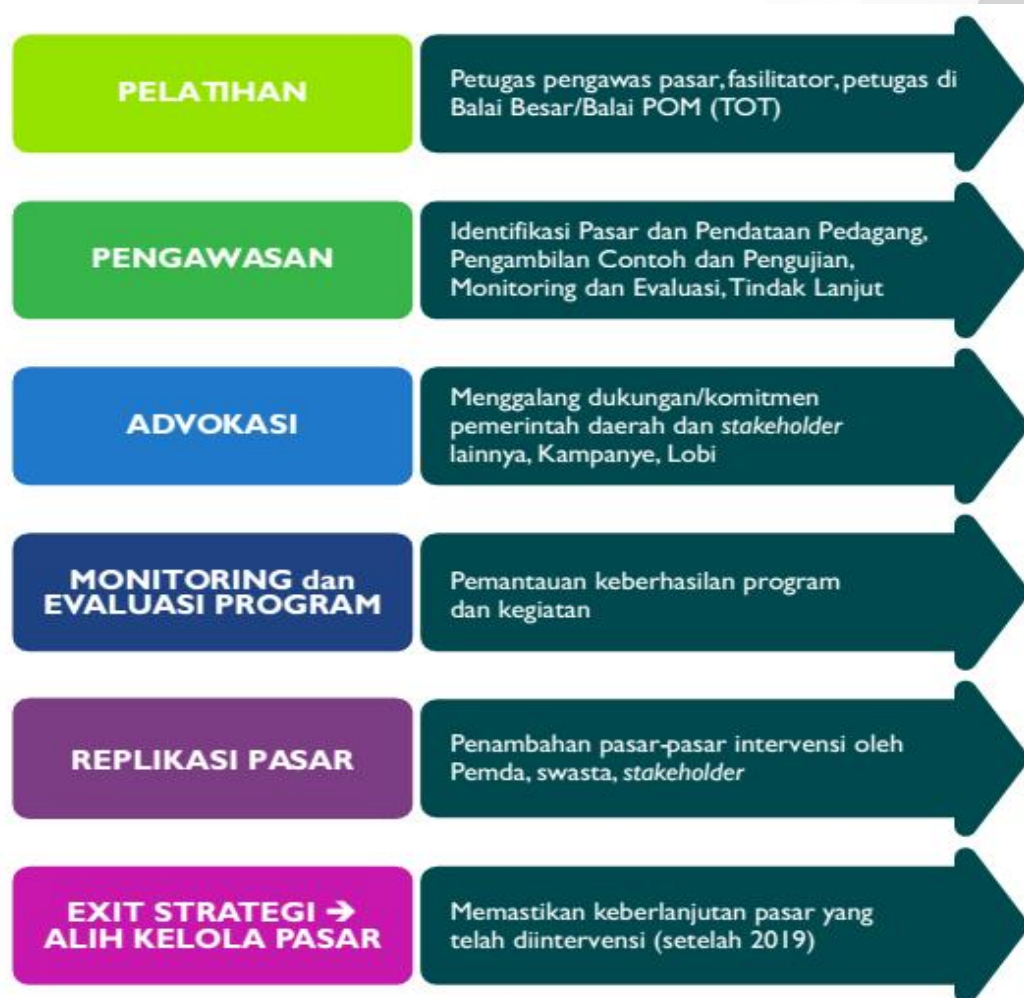 PELATIHAN
Petugas pengawas pasar, fasilitator, petugas di
Balai Besar/Balai POM (TOT)
PENGAWASAN
Identifikasi Pasar dan Pendataan Pedagang,
Pengambilan Contoh dan Pengujian,
Monitoring dan Evaluasi, Tindak Lanjut
ADVOKASI
Menggalang dukungan/komitmen
pemerintah daerah dan stakeholder
lainnya, Kampanye, Lobi
MONITORING dan
EVALUASI PROGRAM
Pemantauan keberhasilan program
dan kegiatan
REPLIKASI PASAR
Penambahan pasar-pasar intervensi oleh
Pemda, swasta, stakeholder
EXIT STRATEGI →
ALIH KELOLA PASAR
Memastikan keberlanjutan pasar yang
telah diintervensi (setelah 2019)